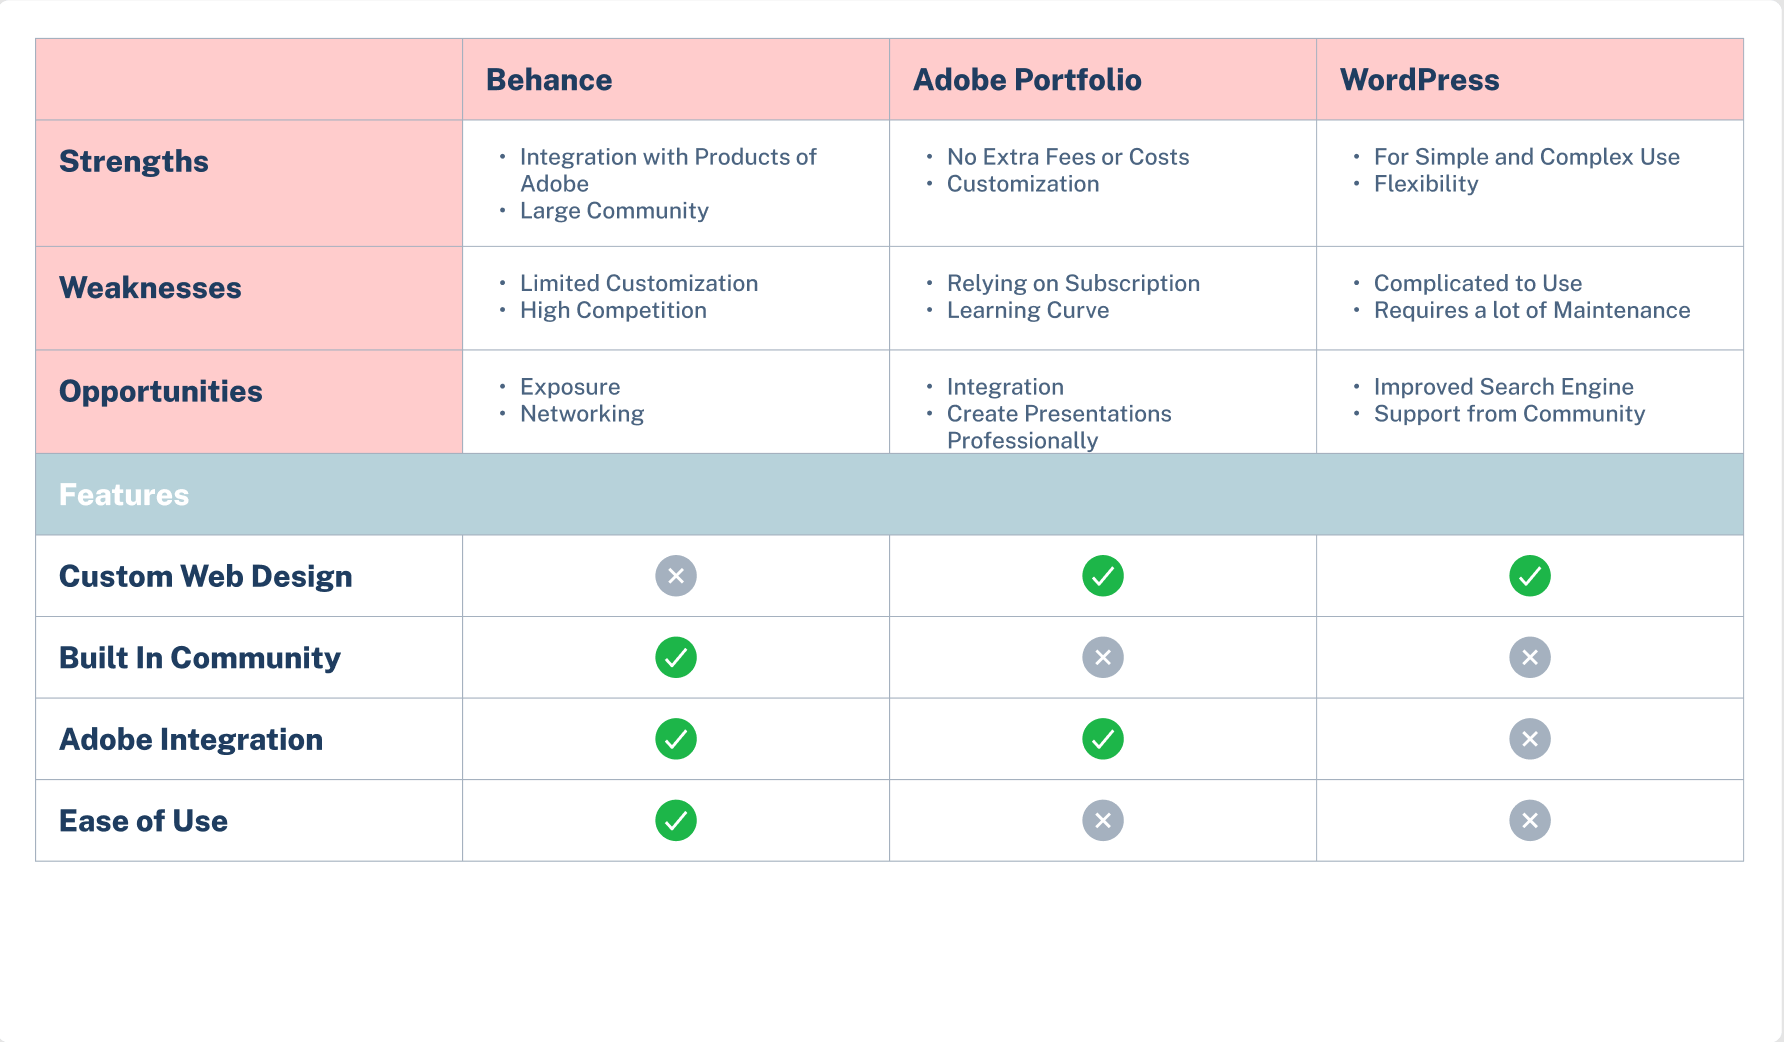 Behance
Adobe Portfolio
WordPress
Strengths
• Integration with Products of
Adobe
• Large Community
• No Extra Fees or Costs
• Customization
• For Simple and Complex Use
• Flexibility
Weaknesses
• Limited Customization
• High Competition
• Relying on Subscription
• Learning Curve
• Complicated to Use
• Requires a lot of Maintenance
Opportunities
• Exposure
• Networking
• Integration
• Create Presentations
Professionally
• Improved Search Engine
• Support from Community
Features
Custom Web Design
Built In Community
Adobe Integration
Ease of Use